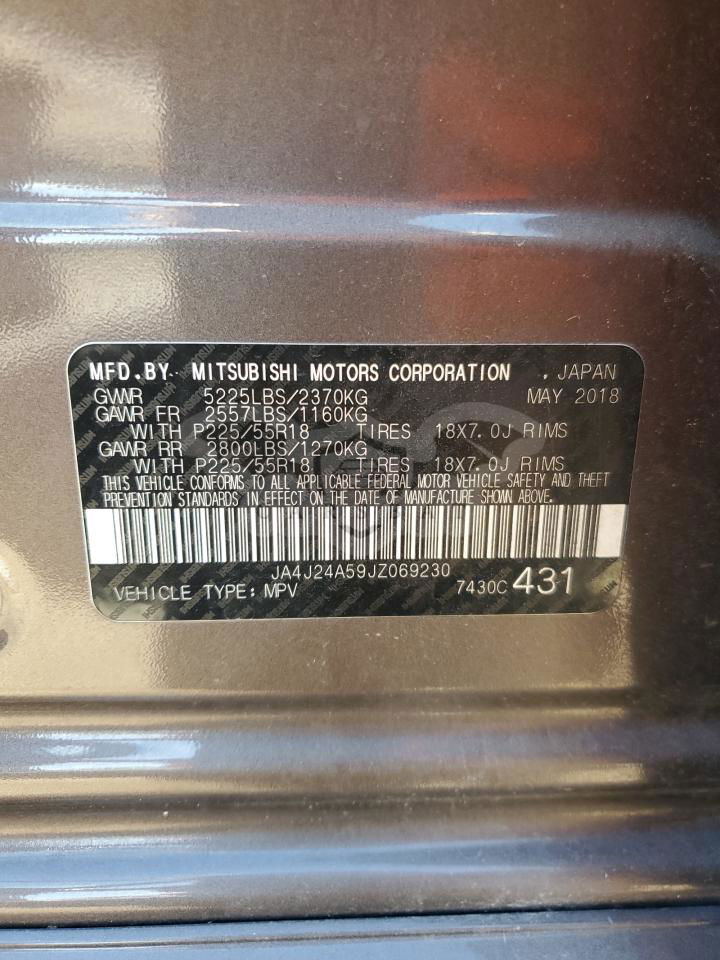 MFD.BY. MITSUBISHI MOTORS CORPORATION . JAPAN
GVWR 5225LBS/2370KG MAY 2018
GAWR FR 2557LBS/1160KG
WITH P225/55R18 TIRES 18X7.0J RIMS
GAWR RR 2800LBS/1270KG
WITH P225/55R18 TIRES 18X7.0J RIMS
THIS VEHICLE CONFORMS TO ALL APPLICABLE FEDERAL MOTOR VEHICLE SAFETY AND THEFT
PREVENTION STANDARDS IN EFFECT ON THE DATE OF MANUFACTURE SHOWN ABOVE.
JA4J24A59JZ069230
VEHICLE TYPE: MPV 7430C 431